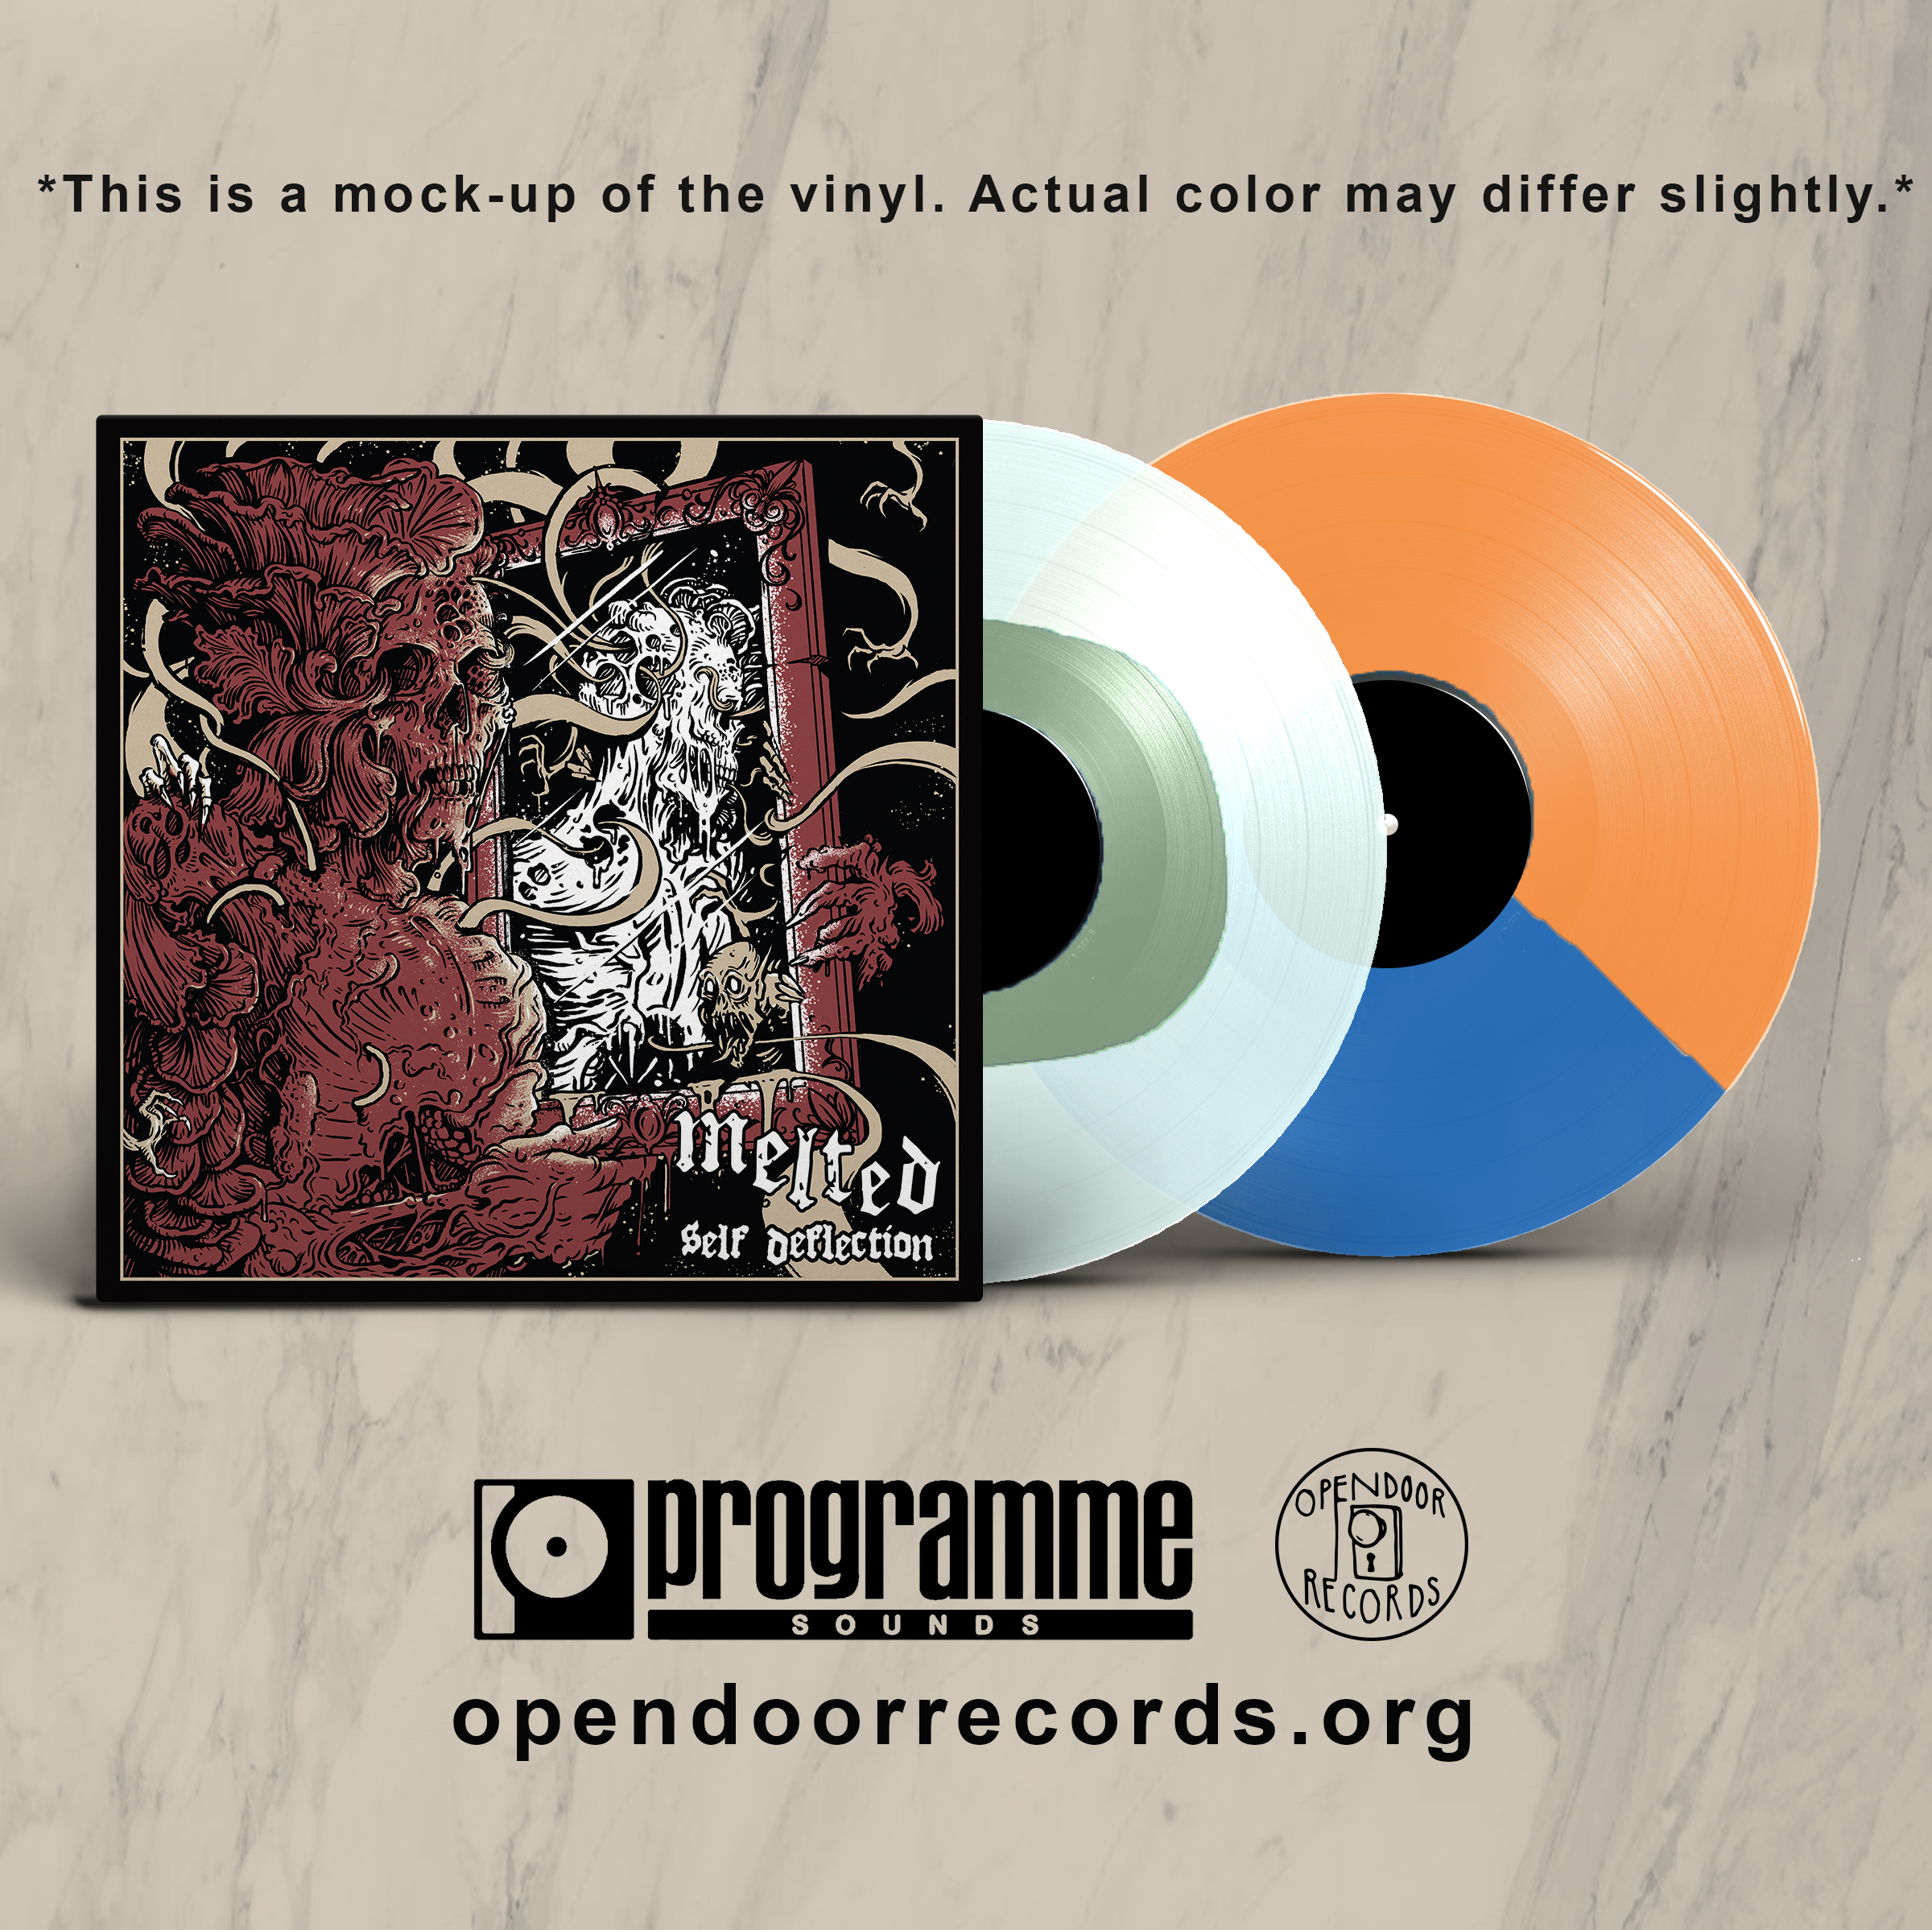 *This is a mock-up of the vinyl. Actual color may differ slightly.*
melted
self deflection
programme
SOUNDS
OPENDOOR
RECORDS
opendoorrecords.org